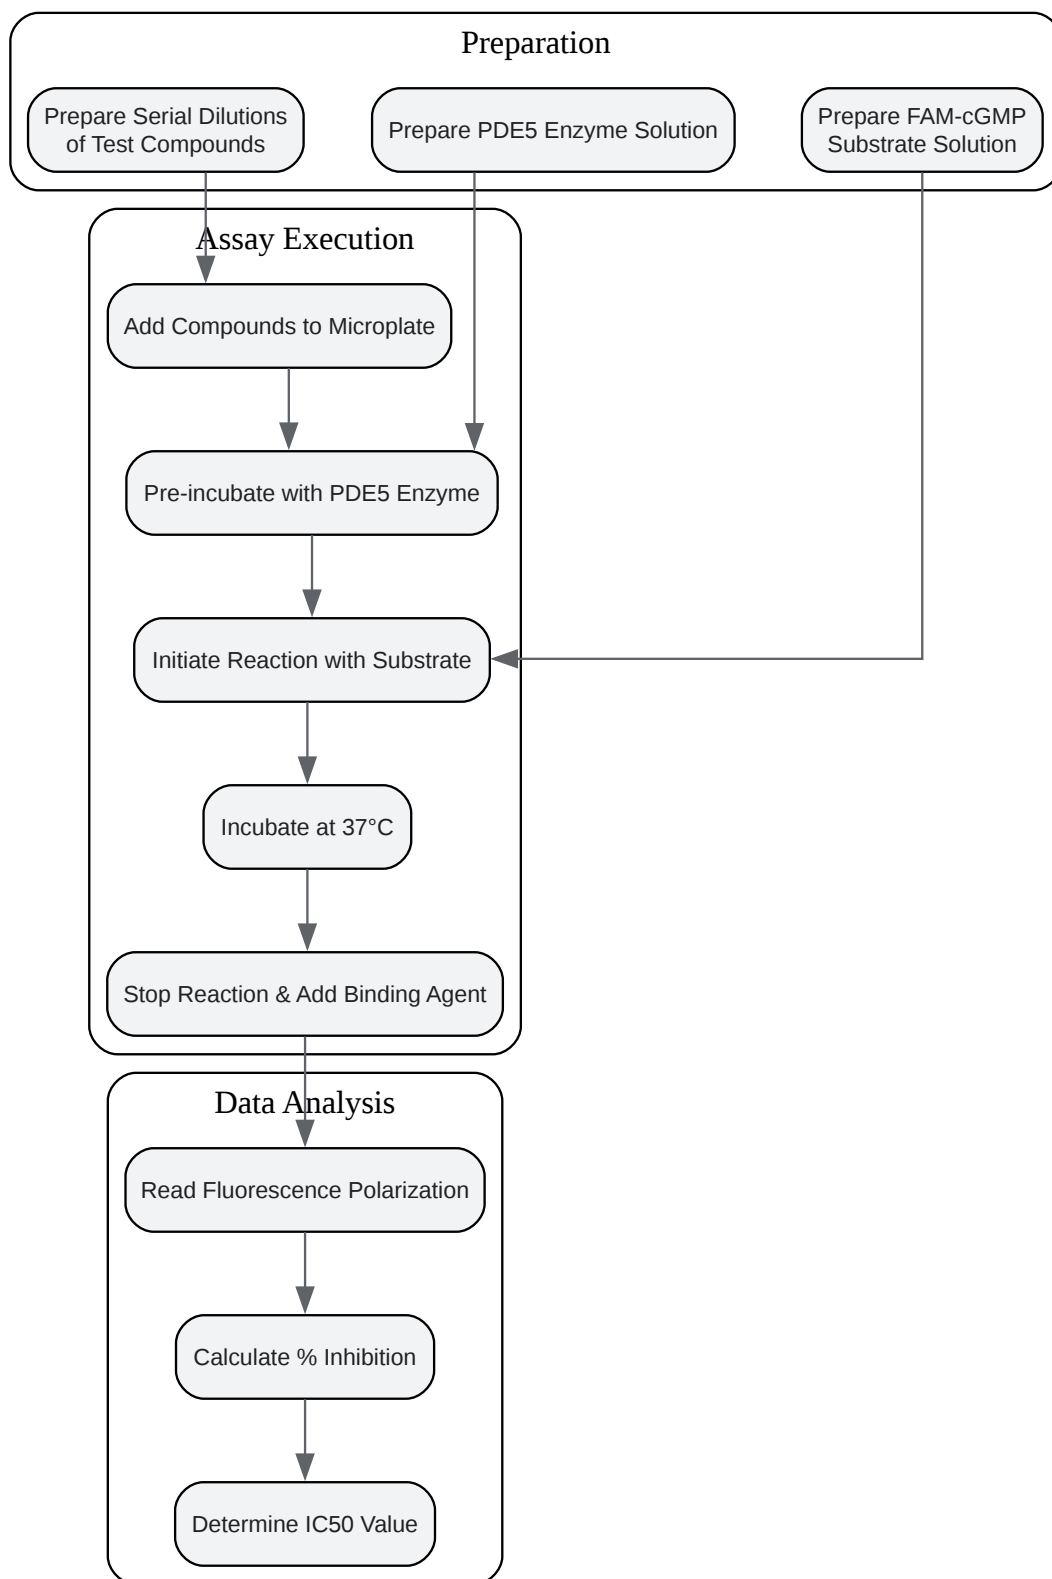 Preparation
Prepare Serial Dilutions
of Test Compounds
Prepare PDE5 Enzyme Solution
Prepare FAM-cGMP
Substrate Solution
Assay Execution
Add Compounds to Microplate
Pre-incubate with PDE5 Enzyme
Initiate Reaction with Substrate
Incubate at 37°C
Stop Reaction & Add Binding Agent
Data Analysis
Read Fluorescence Polarization
Calculate % Inhibition
Determine IC50 Value